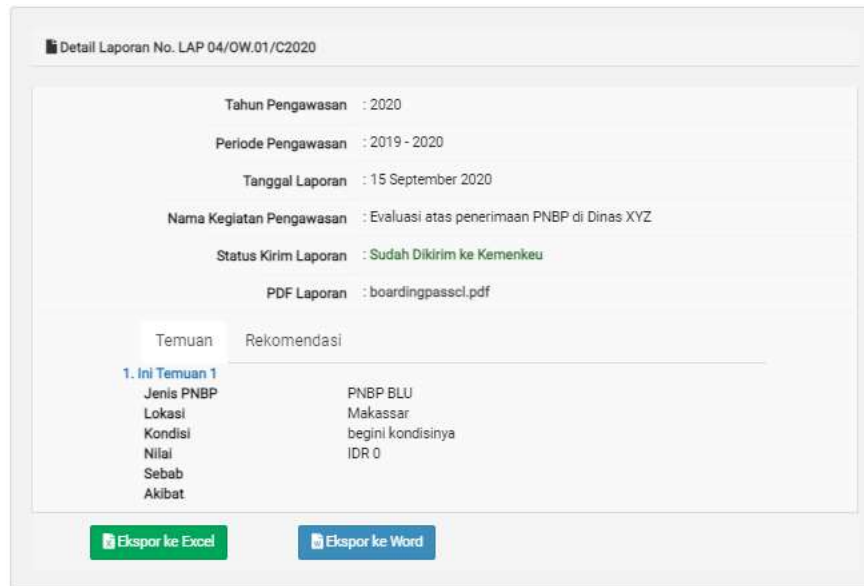 Detail Laporan No. LAP 04/OW.01/C2020
Tahun Pengawasan : 2020
Periode Pengawasan : 2019 - 2020
Tanggal Laporan : 15 September 2020
Nama Kegiatan Pengawasan : Evaluasi atas penerimaan PNBP di Dinas XYZ
Status Kirim Laporan : Sudah Dikirim ke Kemenkeu
PDF Laporan : boardingpasscl.pdf
Temuan Rekomendasi
1. Ini Temuan 1
Jenis PNBP PNBP BLU
Lokasi Makassar
Kondisi begini kondisinya
Nilai IDR 0
Sebab
Akibat
Ekspor ke Excel Ekspor ke Word